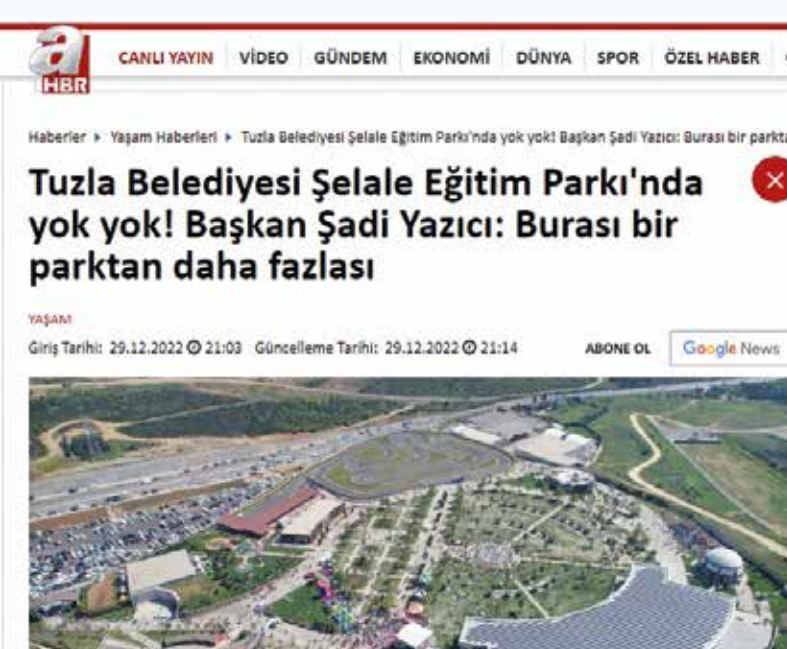 a
HBR
CANLI YAYIN VİDEO GÜNDEM EKONOMİ DÜNYA SPOR ÖZEL HABER
Haberler Yaşam Haberleri Tuzla Belediyesi Şelale Eğitim Parkı'nda yok yok! Başkan Şadi Yazıcı: Burası bir
Tuzla Belediyesi Şelale Eğitim Parkı'nda
yok yok! Başkan Şadi Yazıcı: Burası bir
parktan daha fazlası
YAŞAM
Giriş Tarihi: 29.12.2022 21:03 Güncelleme Tarihi: 29.12.2022 21:14 ABONE OL Google News